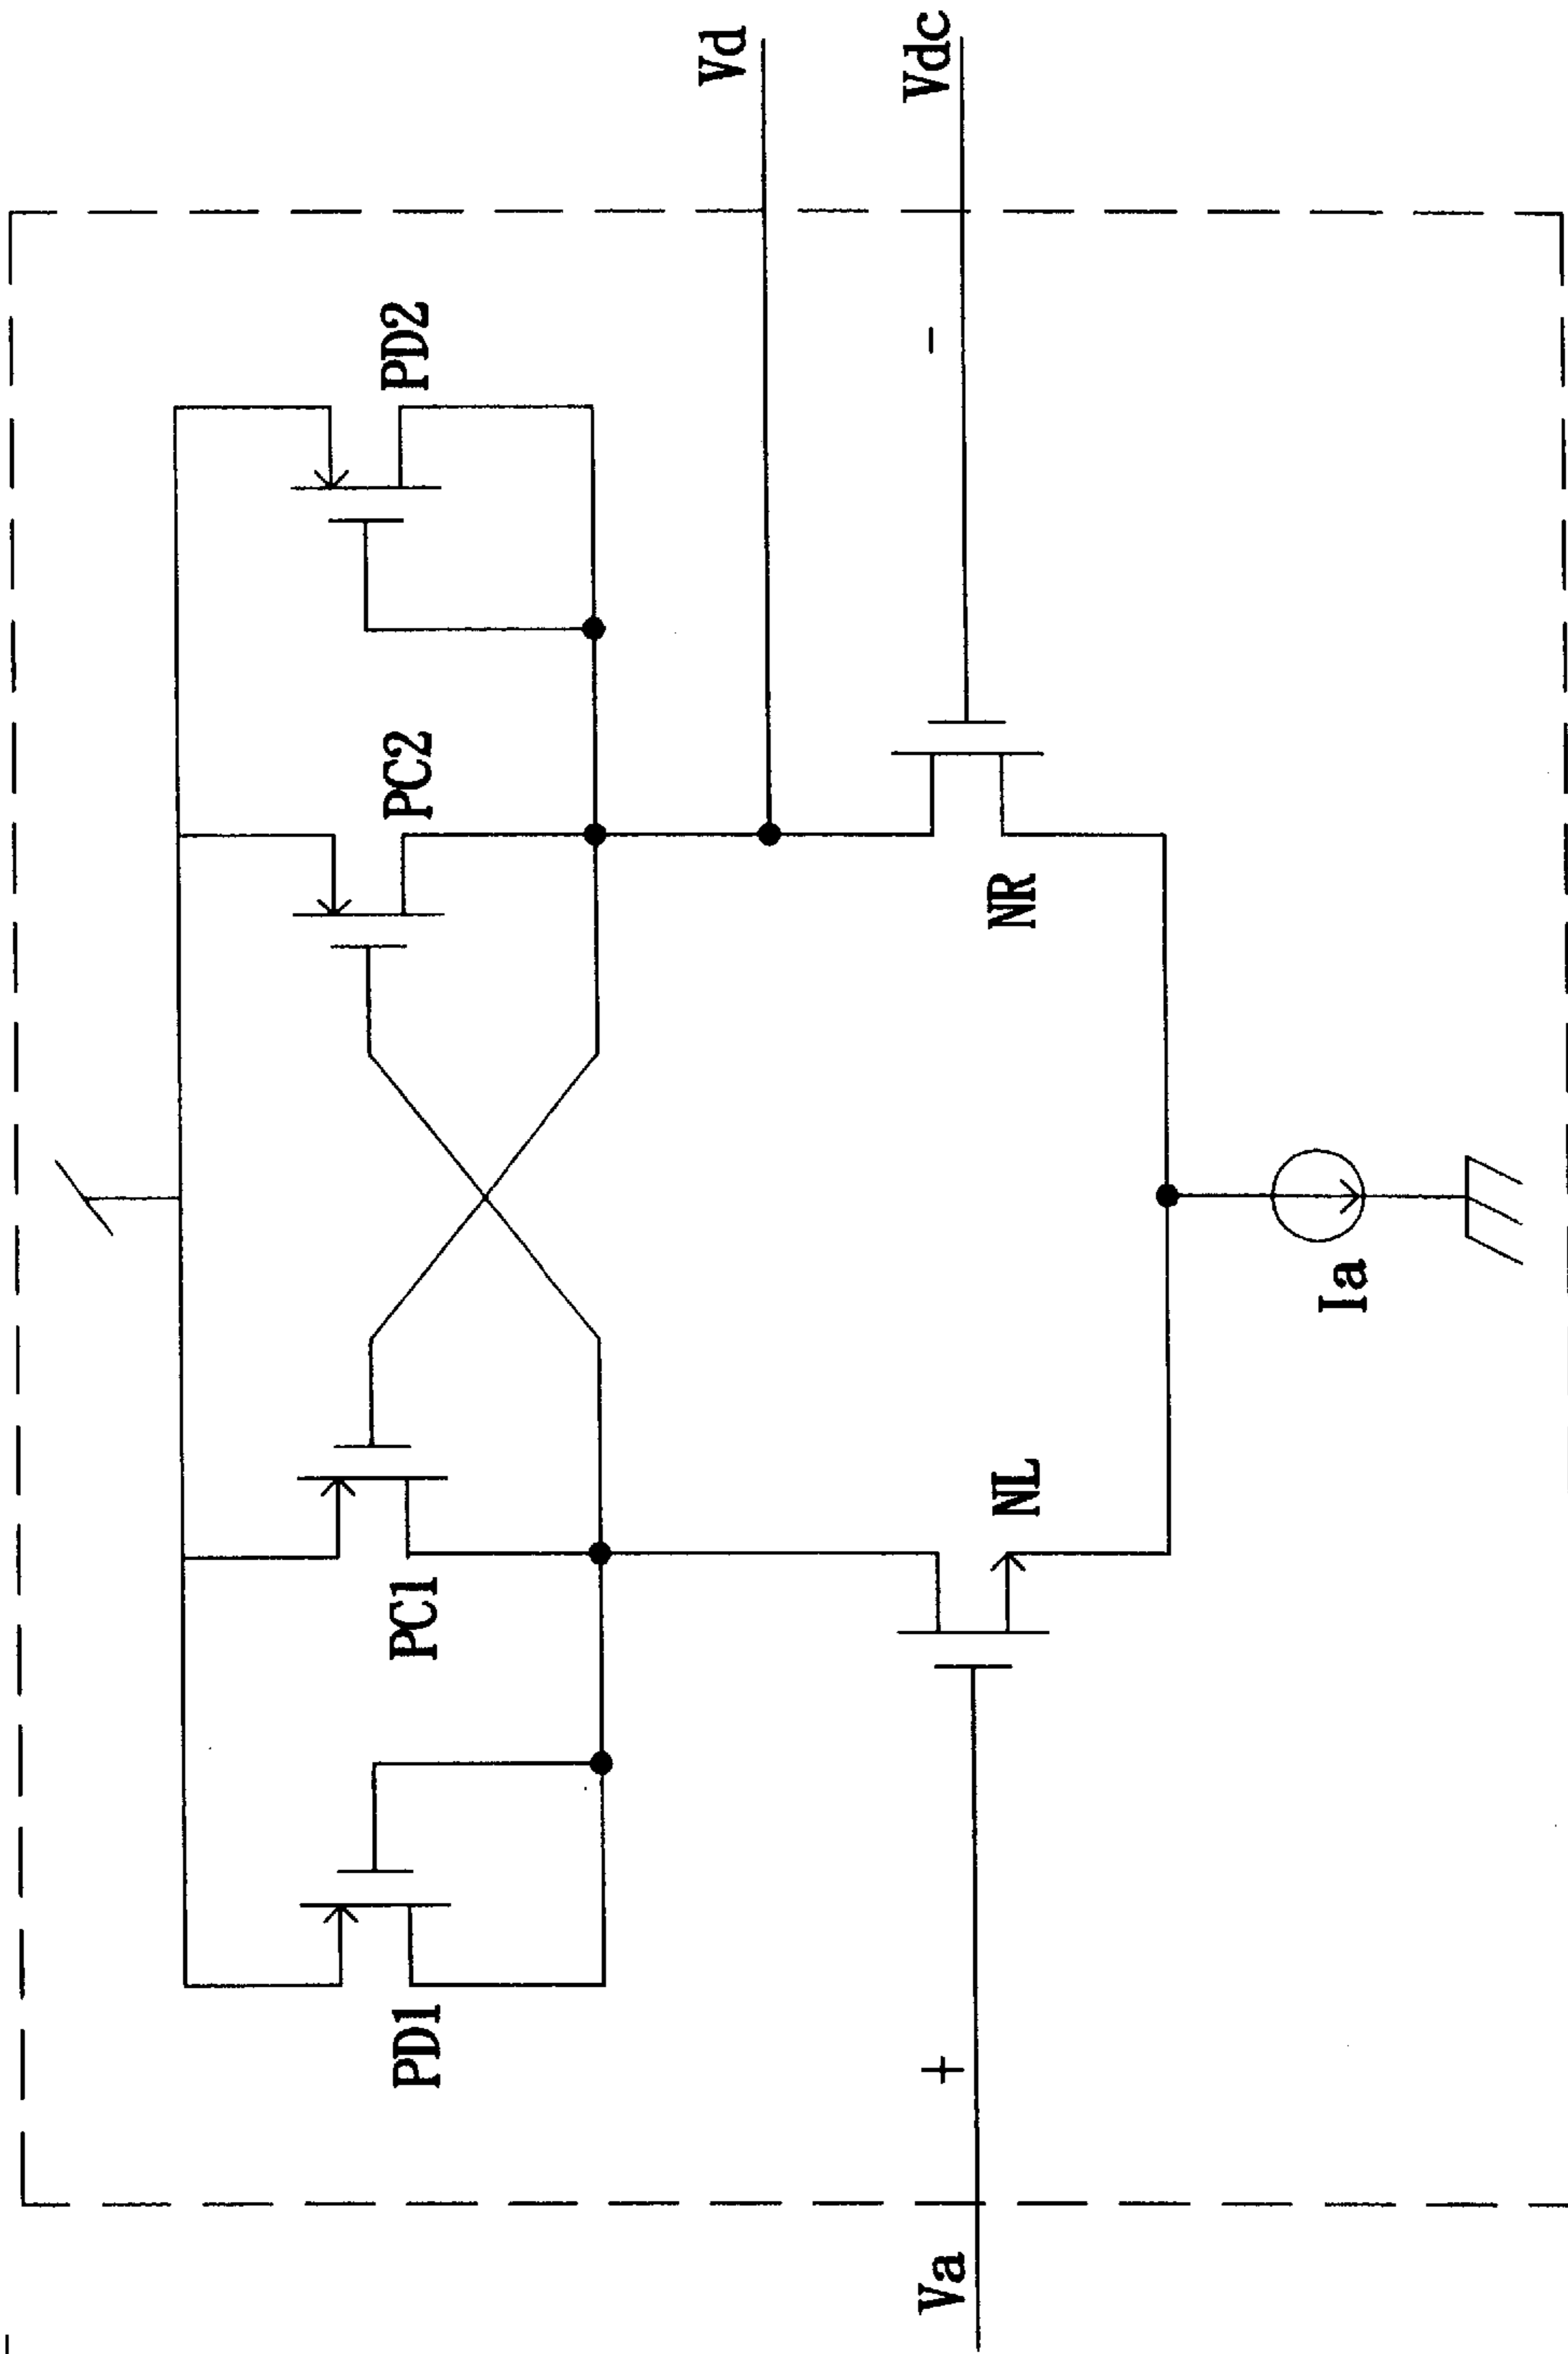 Vd
Vdc
PD1
PC1
PC2
PD2
Va
+
-
NL
NR
Ia